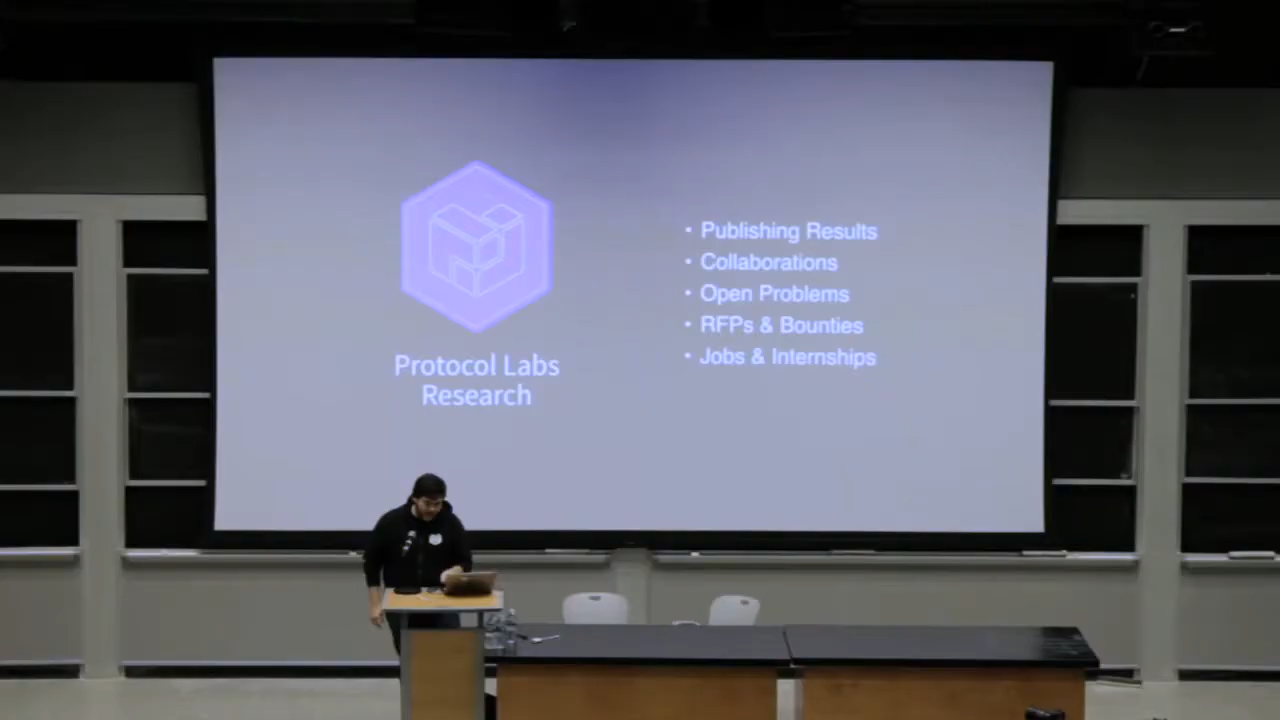 Protocol Labs
Research
• Publishing Results
• Collaborations
• Open Problems
• RFPs & Bounties
• Jobs & Internships